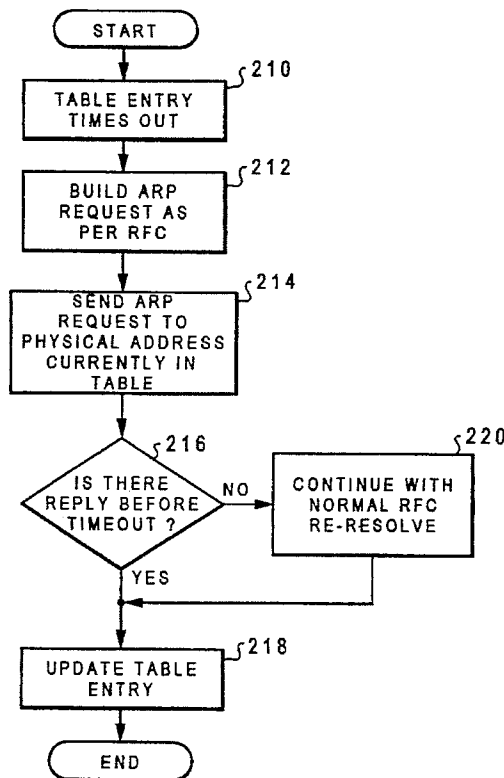 START
210
TABLE ENTRY
TIMES OUT
212
BUILD ARP
REQUEST AS
PER RFC
214
SEND ARP
REQUEST TO
PHYSICAL ADDRESS
CURRENTLY IN
TABLE
216
IS THERE
REPLY BEFORE
TIMEOUT ?
NO
220
CONTINUE WITH
NORMAL RFC
RE-RESOLVE
YES
218
UPDATE TABLE
ENTRY
END